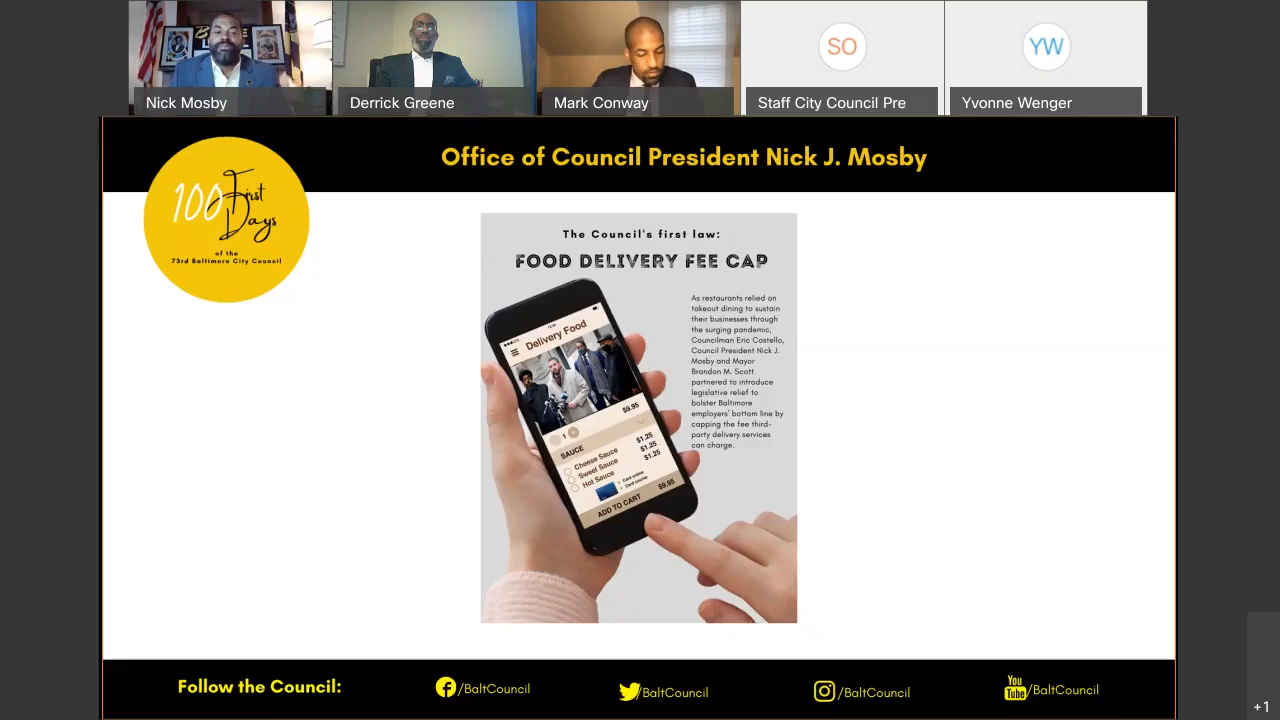 Nick Mosby
Derrick Greene
Mark Conway
SO
Staff City Council Pre
YW
Yvonne Wenger
Office of Council President Nick J. Mosby
100 First
Days
of the
73rd Baltimore City Council
The Council's first law:
FOOD DELIVERY FEE CAP
As restaurants relied on
takeout dining to sustain
their businesses through
the surging pandemic,
Councilman Eric Costello,
Council President Nick J.
Mosby and Mayor
Brandon M. Scott
partnered to introduce
legislative relief to
bolster Baltimore
employers' bottom line by
capping the fee third-
party delivery services
can charge.
Delivery Food
$9.95
1
SAUCE
Cheese Sauce $1.25
Sweet Sauce $1.25
Hot Sauce $1.25
Card online
Card courier
ADD TO CART $9.95
Follow the Council:
/BaltCouncil
/BaltCouncil
/BaltCouncil
You
Tube
/BaltCouncil
+1